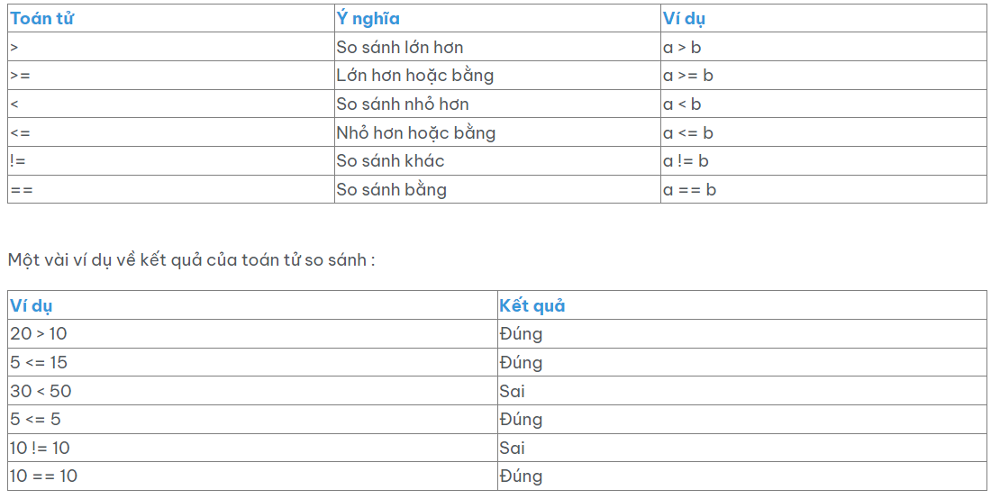 Toán tử Ý nghĩa Ví dụ
> So sánh lớn hơn a > b
>= Lớn hơn hoặc bằng a >= b
< So sánh nhỏ hơn a < b
<= Nhỏ hơn hoặc bằng a <= b
!= So sánh khác a != b
== So sánh bằng a == b
Một vài ví dụ về kết quả của toán tử so sánh :
Ví dụ Kết quả
20 > 10 Đúng
5 <= 15 Đúng
30 < 50 Sai
5 <= 5 Đúng
10 != 10 Sai
10 == 10 Đúng